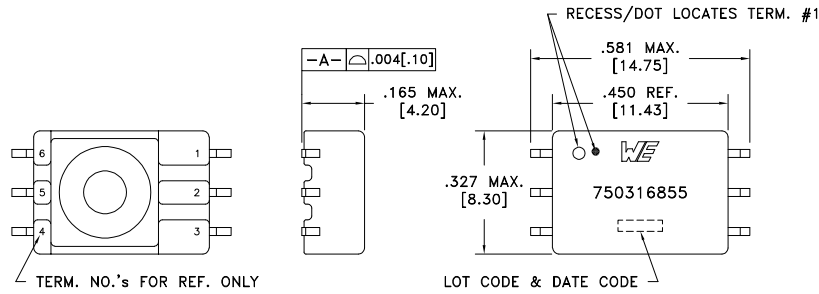 RECESS/DOT LOCATES TERM. #1
-A- ⌓ .004[.10]
.581 MAX.
[14.75]
.165 MAX.
[4.20]
.450 REF.
[11.43]
6
1
5
2
4
3
.327 MAX.
[8.30]
WE
750316855
TERM. NO.'s FOR REF. ONLY
LOT CODE & DATE CODE